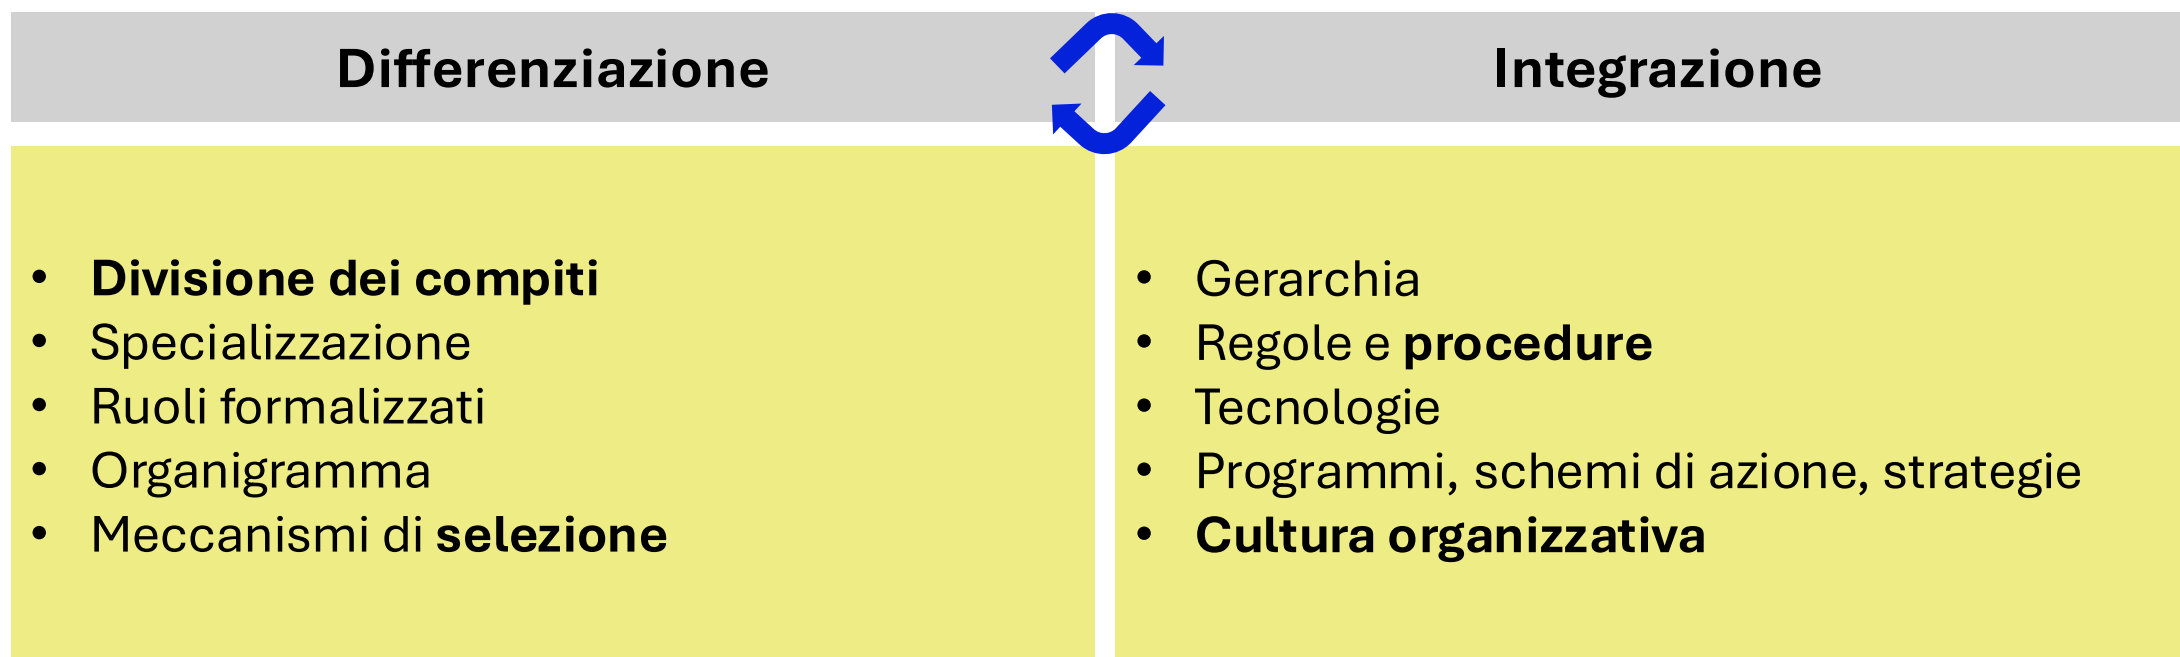 Differenziazione
Integrazione
• Divisione dei compiti
• Specializzazione
• Ruoli formalizzati
• Organigramma
• Meccanismi di selezione
• Gerarchia
• Regole e procedure
• Tecnologie
• Programmi, schemi di azione, strategie
• Cultura organizzativa